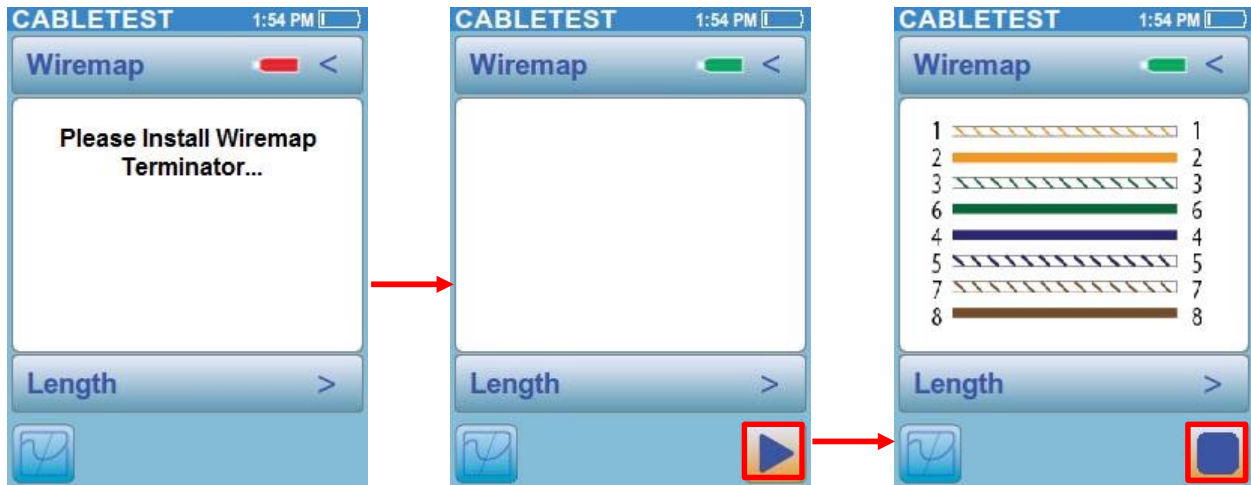 CABLETEST 1:54 PM
Wiremap <
Please Install Wiremap
Terminator...
Length >
CABLETEST 1:54 PM
Wiremap <
Length >
CABLETEST 1:54 PM
Wiremap <
1 1
2 2
3 3
6 6
4 4
5 5
7 7
8 8
Length >